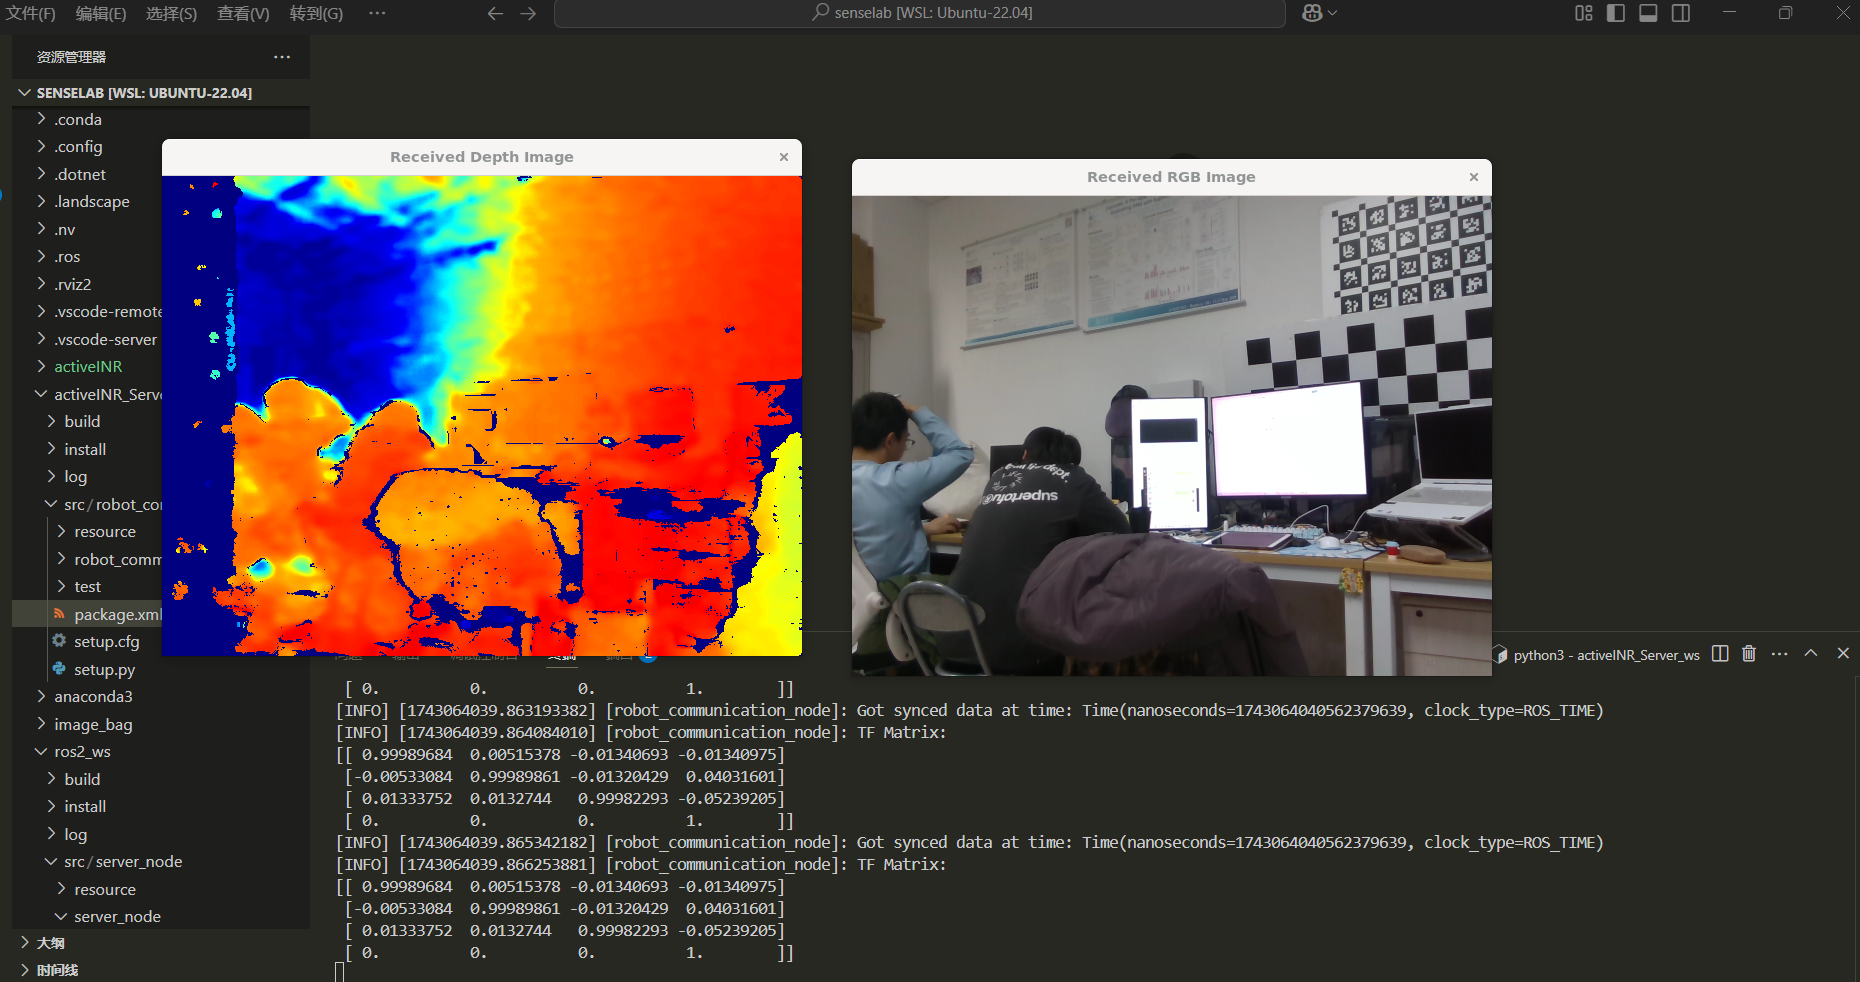 文件(F) 编辑(E) 选择(S) 查看(V) 转到(G) ··· senselab [WSL: Ubuntu-22.04]
资源管理器
SENSELAB [WSL: UBUNTU-22.04]
.conda
.config
.dotnet
.landscape
.nv
.ros
.rviz2
.vscode-remote
.vscode-server
activeINR
activeINR_Serv
build
install
log
src/robot_co
resource
robot_comm
test
package.xml
setup.cfg
setup.py
anaconda3
image_bag
ros2_ws
build
install
log
src/server_node
resource
server_node
大纲
时间线
Received Depth Image
Received RGB Image
dept.
supertofu@
python3 - activeINR_Server_ws
[ 0. 0. 0. 1. ]]
[INFO] [1743064039.863193382] [robot_communication_node]: Got synced data at time: Time(nanoseconds=1743064040562379639, clock_type=ROS_TIME)
[INFO] [1743064039.864084010] [robot_communication_node]: TF Matrix:
[[ 0.99989684 0.00515378 -0.01340693 -0.01340975]
[-0.00533084 0.99989861 -0.01320429 0.04031601]
[ 0.01333752 0.0132744 0.99982293 -0.05239205]
[ 0. 0. 0. 1. ]]
[INFO] [1743064039.865342182] [robot_communication_node]: Got synced data at time: Time(nanoseconds=1743064040562379639, clock_type=ROS_TIME)
[INFO] [1743064039.866253881] [robot_communication_node]: TF Matrix:
[[ 0.99989684 0.00515378 -0.01340693 -0.01340975]
[-0.00533084 0.99989861 -0.01320429 0.04031601]
[ 0.01333752 0.0132744 0.99982293 -0.05239205]
[ 0. 0. 0. 1. ]]